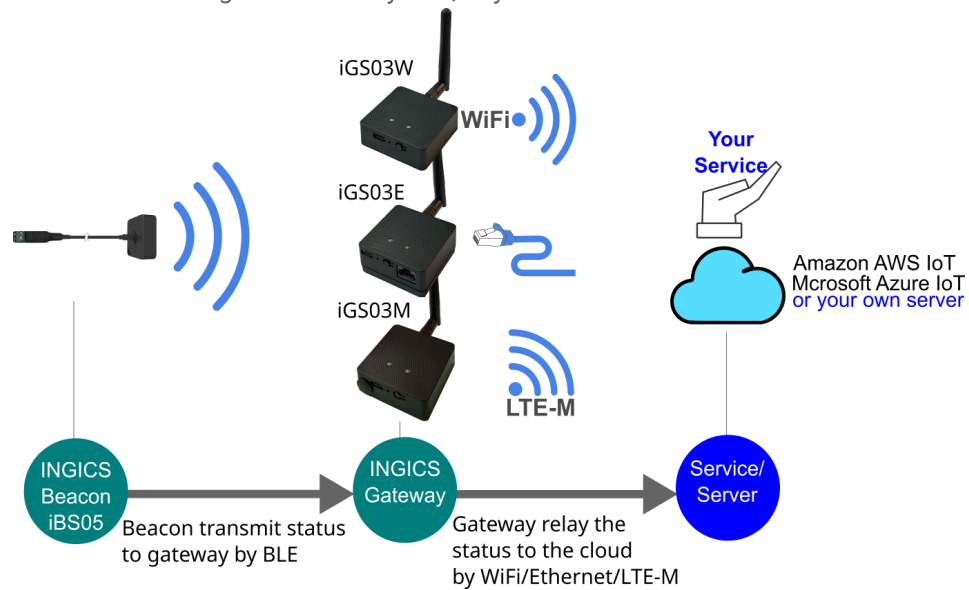 iGS03W
WiFi
iGS03E
iGS03M
LTE-M
Your
Service
Amazon AWS IoT
Mcrosoft Azure IoT
or your own server
INGICS
Beacon
iBS05
INGICS
Gateway
Service/
Server
Beacon transmit status
to gateway by BLE
Gateway relay the
status to the cloud
by WiFi/Ethernet/LTE-M